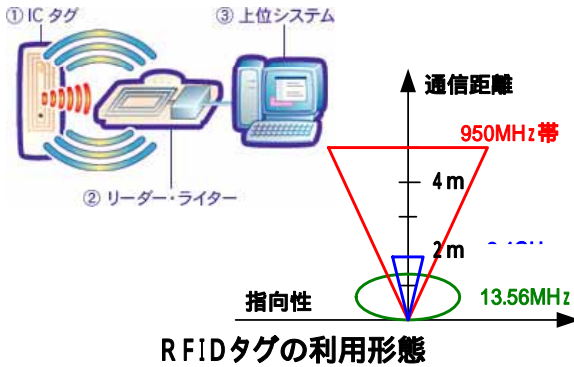 ① IC タグ
③ 上位システム
② リーダー・ライター
通信距離
950MHz帯
4m
2m
13.56MHz
指向性
RFIDタグの利用形態